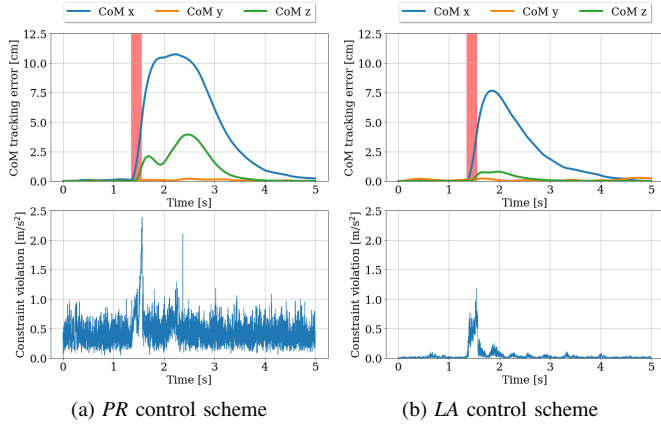 CoM x CoM y CoM z
CoM x CoM y CoM z
CoM tracking error [cm]
12.5
10.0
7.5
5.0
2.5
0.0
0 1 2 3 4 5
Time [s]
CoM tracking error [cm]
12.5
10.0
7.5
5.0
2.5
0.0
0 1 2 3 4 5
Time [s]
Constraint violation [m/s²]
2.5
2.0
1.5
1.0
0.5
0.0
0 1 2 3 4 5
Time [s]
Constraint violation [m/s²]
2.5
2.0
1.5
1.0
0.5
0.0
0 1 2 3 4 5
Time [s]
(a) PR control scheme
(b) LA control scheme